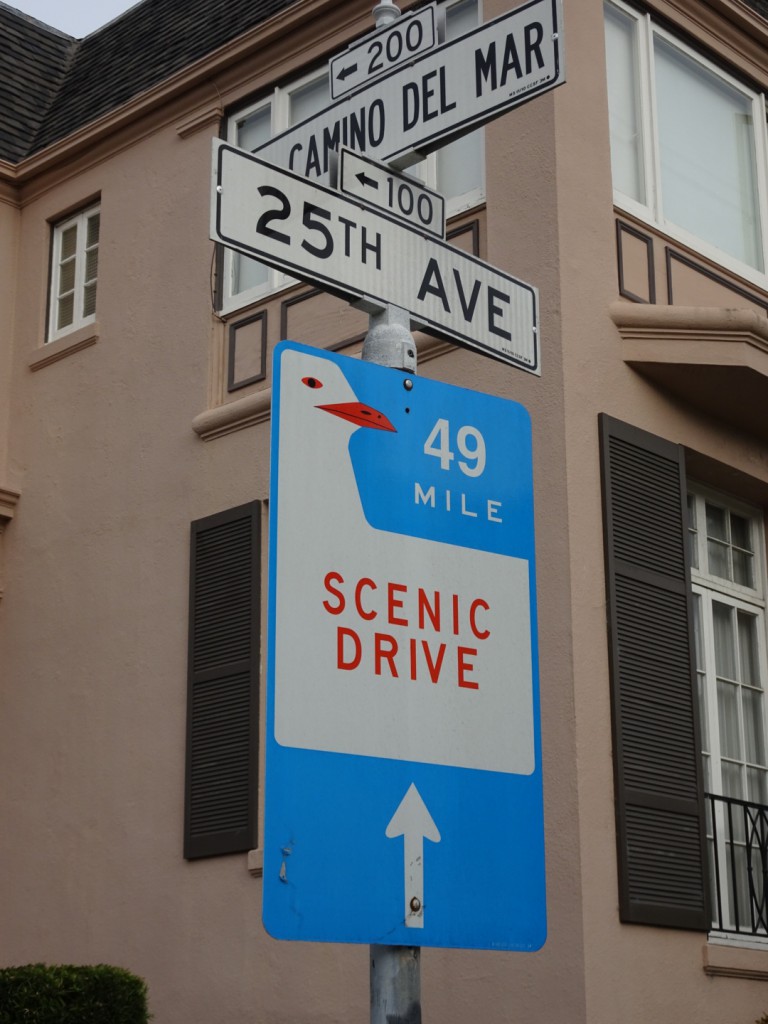 ← 200
CAMINO DEL MAR
← 100
25TH AVE
49
MILE
SCENIC
DRIVE